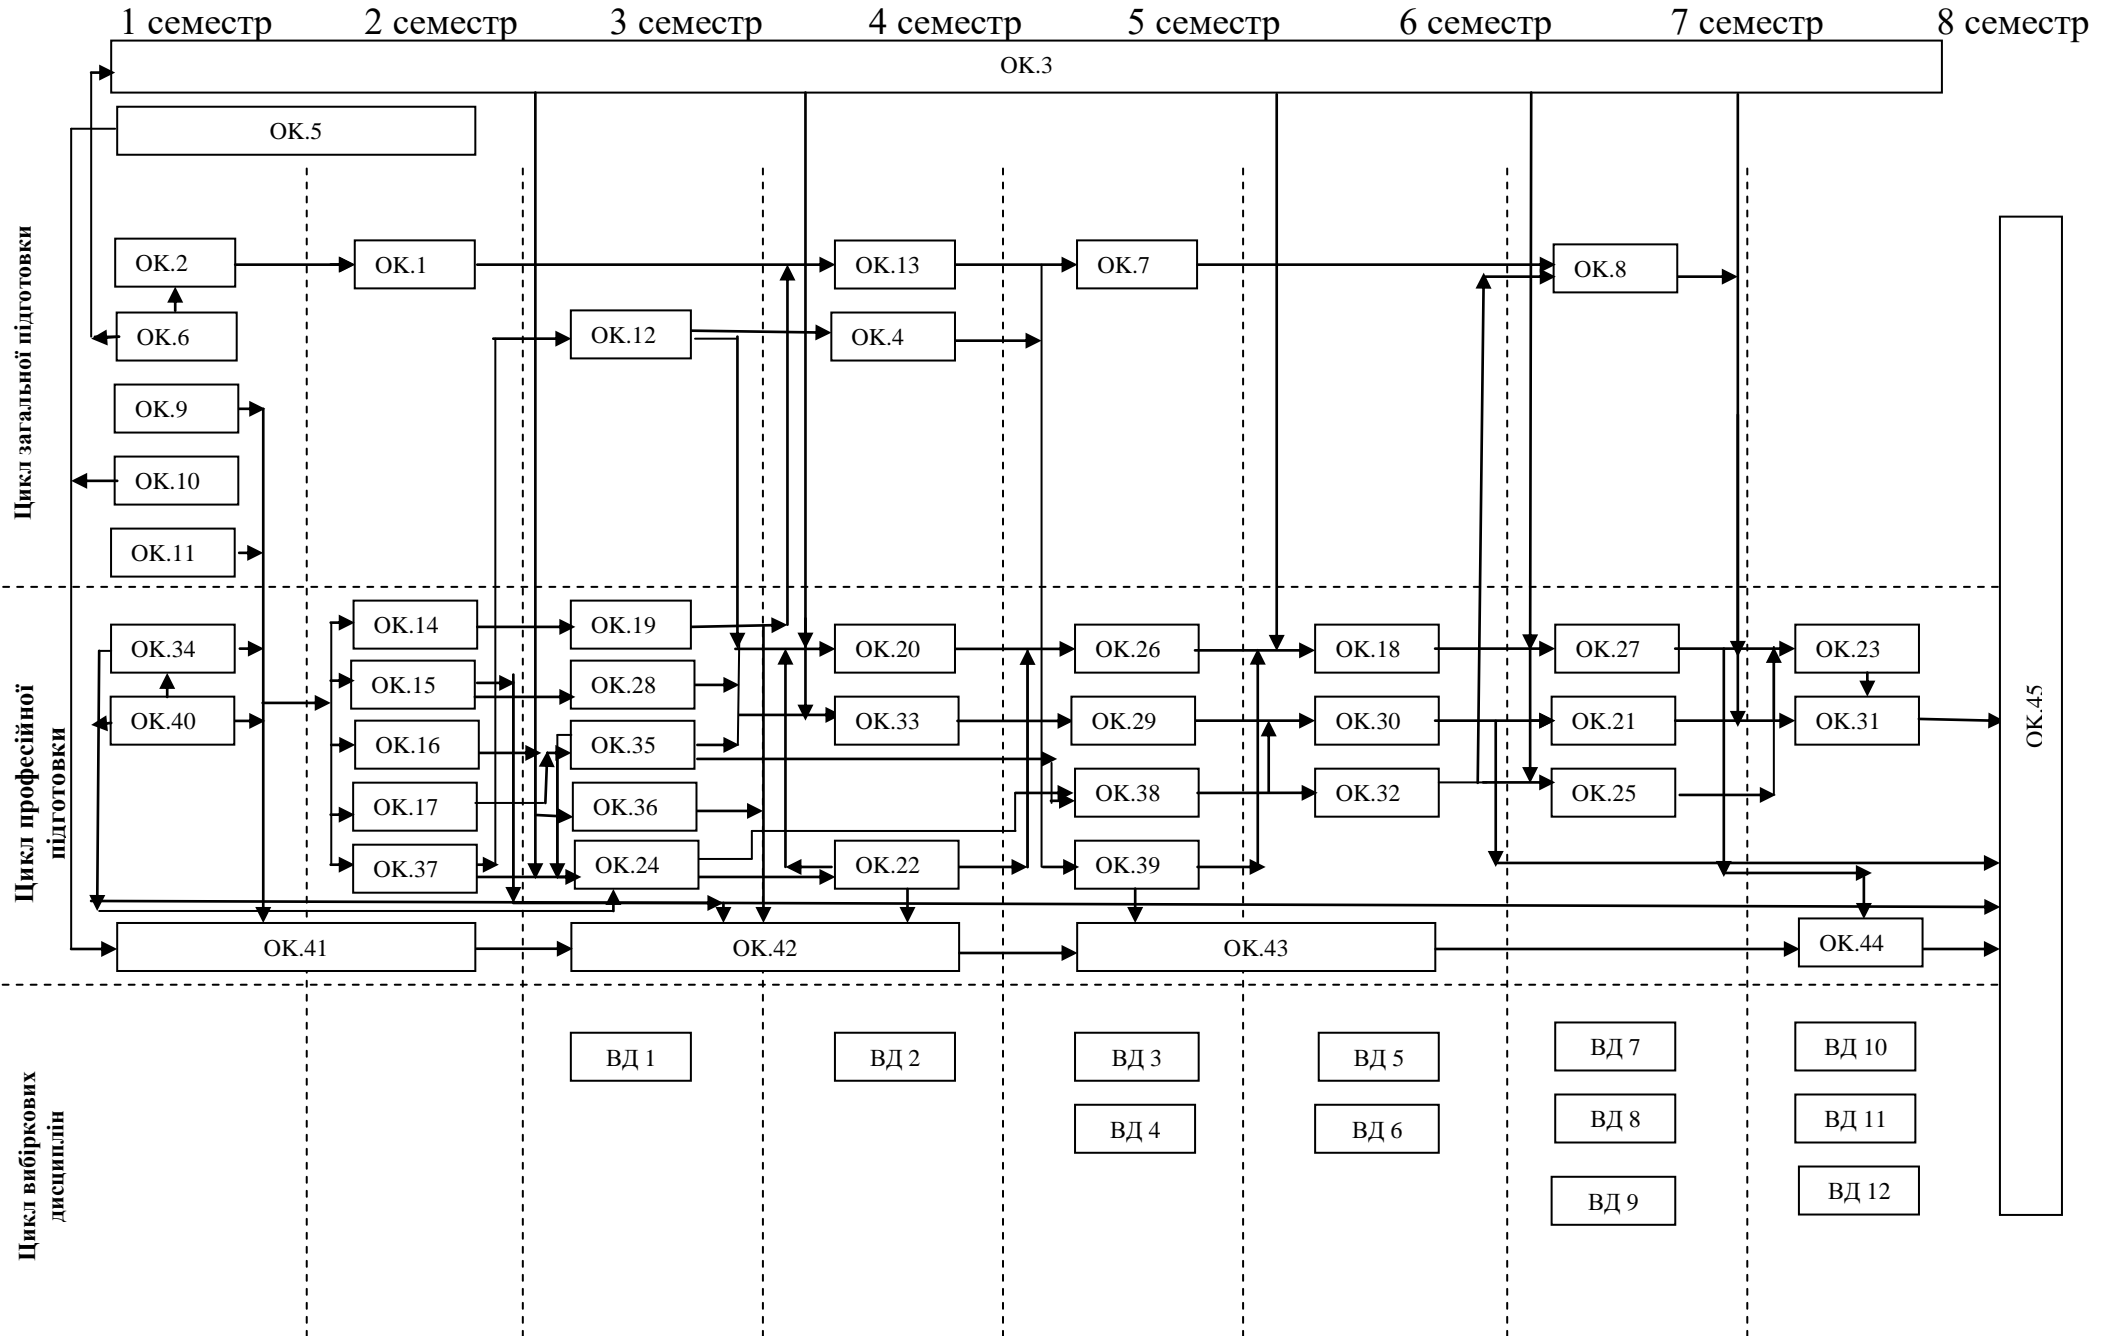 1 семестр 2 семестр 3 семестр 4 семестр 5 семестр 6 семестр 7 семестр 8 семестр
ОК.3
ОК.5
Цикл загальної підготовки
ОК.2 ОК.1 ОК.13 ОК.7 ОК.8
ОК.6 ОК.12 ОК.4
ОК.9
ОК.10
ОК.11
Цикл професійної
підготовки
ОК.14 ОК.19
ОК.34 ОК.20 ОК.26 ОК.18 ОК.27 ОК.23
ОК.15 ОК.28
ОК.40 ОК.33 ОК.29 ОК.30 ОК.21 ОК.31
ОК.16 ОК.35
ОК.38 ОК.32 ОК.25
ОК.17 ОК.36
ОК.37 ОК.24 ОК.22 ОК.39
ОК.41 ОК.42 ОК.43 ОК.44
ОК.45
Цикл вибіркових
дисциплін
ВД 1 ВД 2 ВД 3 ВД 5 ВД 7 ВД 10
ВД 4 ВД 6 ВД 8 ВД 11
ВД 9 ВД 12